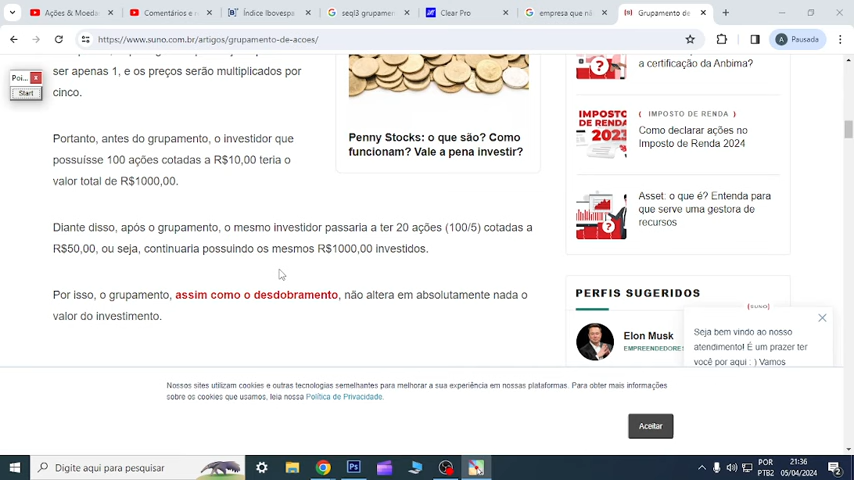 Ações & Moeda
Comentários e r
Índice Ibovespa
seql3 grupamen
Clear Pro
empresa que nã
Grupamento de
https://www.suno.com.br/artigos/grupamento-de-acoes/
A
Pausada
Poi...
Start
ser apenas 1, e os preços serão multiplicados por
cinco.
Portanto, antes do grupamento, o investidor que
possuísse 100 ações cotadas a R$10,00 teria o
valor total de R$1000,00.
Penny Stocks: o que são? Como
funcionam? Vale a pena investir?
Diante disso, após o grupamento, o mesmo investidor passaria a ter 20 ações (100/5) cotadas a
R$50,00, ou seja, continuaria possuindo os mesmos R$1000,00 investidos.
Por isso, o grupamento, assim como o desdobramento, não altera em absolutamente nada o
valor do investimento.
a certificação da Anbima?
IMPOSTO DE RENDA 2023
( IMPOSTO DE RENDA )
Como declarar ações no
Imposto de Renda 2024
Asset: o que é? Entenda para
que serve uma gestora de
recursos
PERFIS SUGERIDOS
Elon Musk
EMPREENDEDORES
(SUNO)
Seja bem vindo ao nosso
atendimento! É um prazer ter
você por aqui : ) Vamos
Nossos sites utilizam cookies e outras tecnologias semelhantes para melhorar a sua experiência em nossas plataformas. Para obter mais informações
sobre os cookies que usamos, leia nossa Política de Privacidade.
Aceitar
Digite aqui para pesquisar
Ps
POR
PTB2
21:36
05/04/2024
2